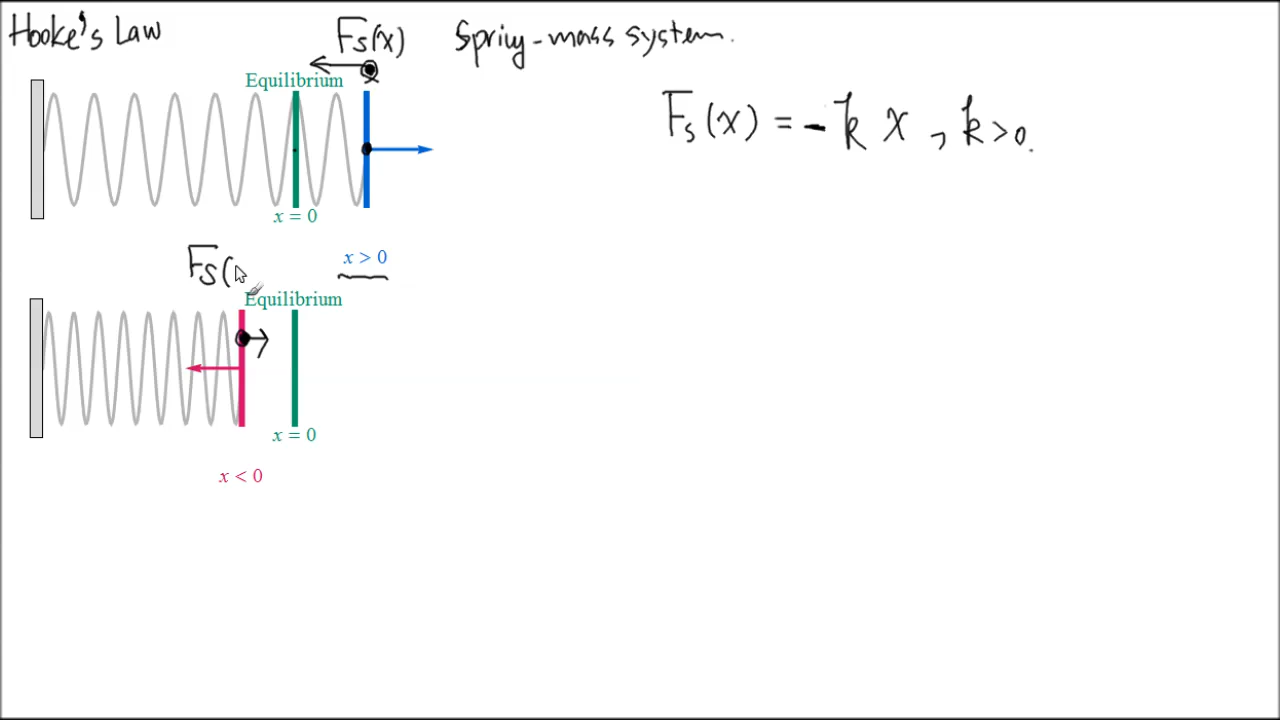 Hooke's Law
Fs(x)
Spring-mass system.
Equilibrium
Fs(x) = -k x , k>0.
x = 0
x > 0
Fs(
Equilibrium
x = 0
x < 0